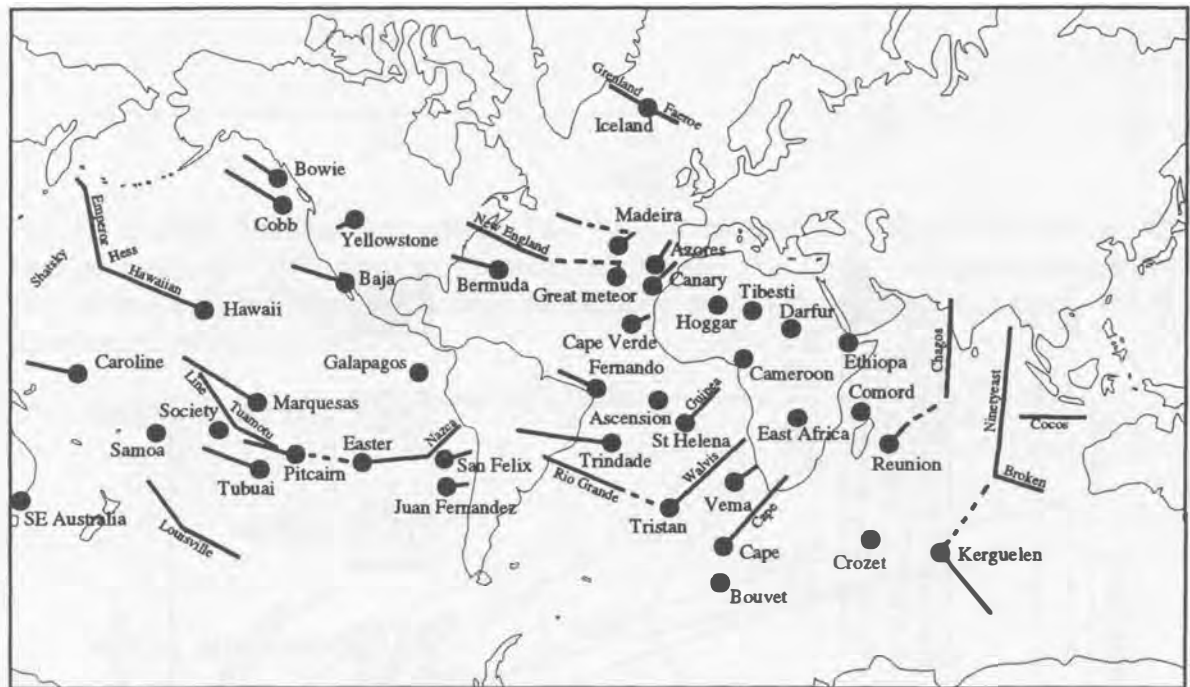 Grenland
Faeroe
Iceland
Bowie
Cobb
Yellowstone
Madeira
New England
Azores
Emperor
Hess
Shatsky
Hawaiian
Hawaii
Baja
Bermuda
Great meteor
Canary
Hoggar
Tibesti
Darfur
Cape Verde
Ethiopa
Chagos
Caroline
Galapagos
Fernando
Cameroon
Comord
Ninetyeast
Line
Tuamotu
Marquesas
Society
Samoa
Ascension
Guinea
St Helena
East Africa
Cocos
Easter
Nazca
Pitcairn
Tubuai
San Felix
Trindade
Walvis
Reunion
Broken
Juan Fernandez
Rio Grande
Vema
Cape
Tristan
SE Australia
Louisville
Cape
Crozet
Kerguelen
Bouvet